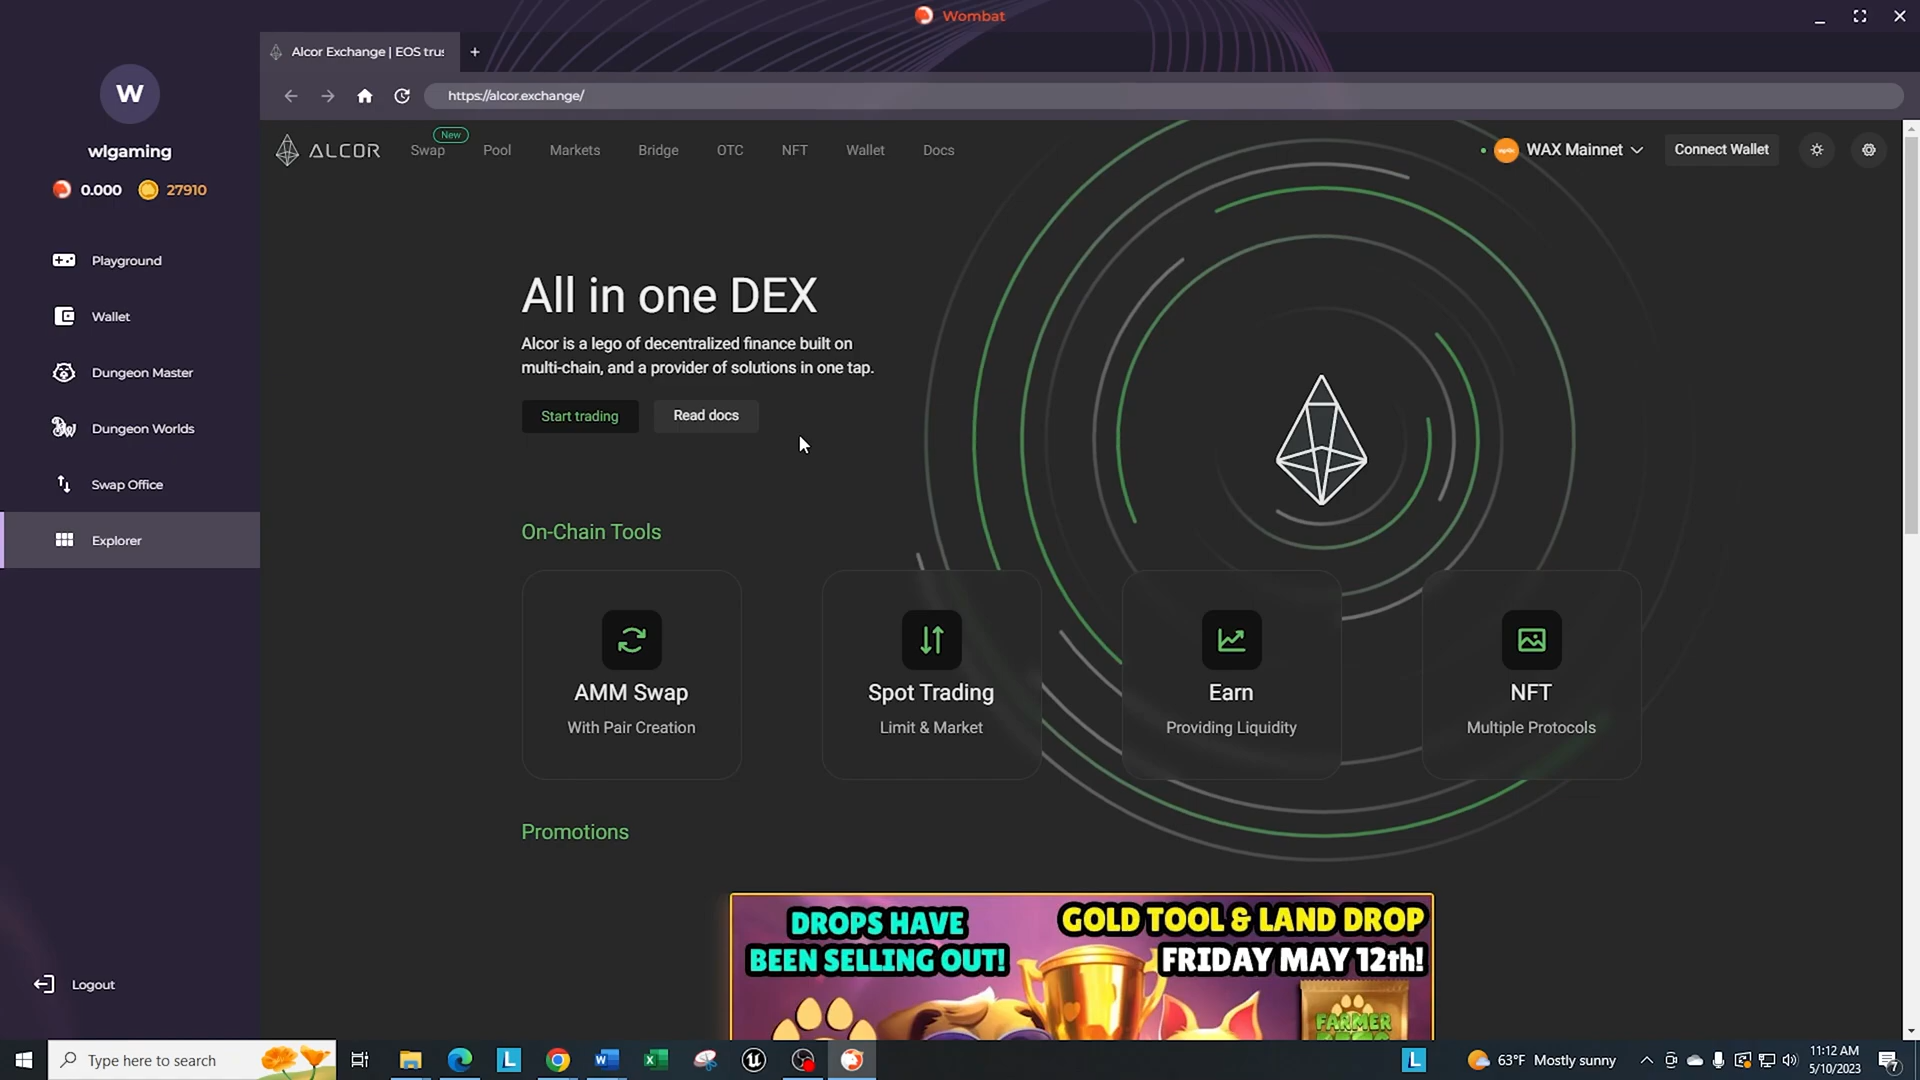 Wombat
Alcor Exchange | EOS trus
+
W
https://alcor.exchange/
wlgaming
0.000
27910
ALCOR
Swap
New
Pool
Markets
Bridge
OTC
NFT
Wallet
Docs
WAX Mainnet
Connect Wallet
Playground
Wallet
Dungeon Master
Dungeon Worlds
Swap Office
Explorer
Logout
All in one DEX
Alcor is a lego of decentralized finance built on
multi-chain, and a provider of solutions in one tap.
Start trading
Read docs
On-Chain Tools
AMM Swap
With Pair Creation
Spot Trading
Limit & Market
Earn
Providing Liquidity
NFT
Multiple Protocols
Promotions
DROPS HAVE
BEEN SELLING OUT!
GOLD TOOL & LAND DROP
FRIDAY MAY 12th!
FARMER
Type here to search
L
L
63°F Mostly sunny
11:12 AM
5/10/2023
7